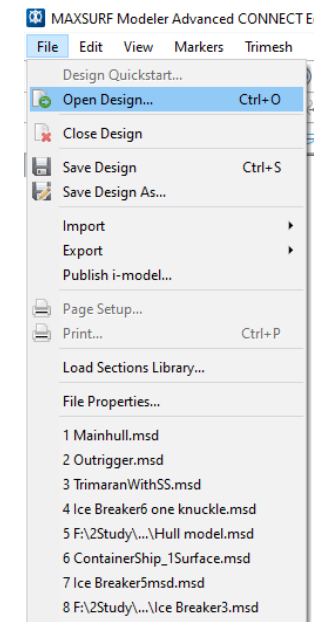 MAXSURF Modeler Advanced CONNECT
File Edit View Markers Trimesh
Design Quickstart...
Open Design... Ctrl+O
Close Design
Save Design Ctrl+S
Save Design As...
Import
Export
Publish i-model...
Page Setup...
Print... Ctrl+P
Load Sections Library...
File Properties...
1 Mainhull.msd
2 Outrigger.msd
3 TrimaranWithSS.msd
4 Ice Breaker6 one knuckle.msd
5 F:\2Study\...\Hull model.msd
6 ContainerShip_1Surface.msd
7 Ice Breaker5msd.msd
8 F:\2Study\...\Ice Breaker3.msd